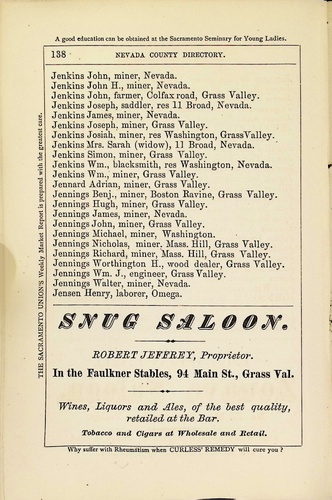 A good education can be obtained at the Sacramento Seminary for Young Ladies.
138 NEVADA COUNTY DIRECTORY.
Jenkins John, miner, Nevada.
Jenkins John H., miner, Nevada.
Jenkins John, farmer, Colfax road, Grass Valley.
Jenkins Joseph, saddler, res 11 Broad, Nevada.
Jenkins James, miner, Nevada.
Jenkins Joseph, miner, Grass Valley.
Jenkins Josiah, miner, res Washington, Grass Valley.
Jenkins Mrs. Sarah (widow), 11 Broad, Nevada.
Jenkins Simon, miner, Grass Valley.
Jenkins Wm., blacksmith, res Washington, Nevada.
Jenkins Wm., miner, Grass Valley.
Jennard Adrian, miner, Grass Valley.
Jennings Benj., miner, Boston Ravine, Grass Valley.
Jennings Hugh, miner, Grass Valley.
Jennings James, miner, Nevada.
Jennings John, miner, Grass Valley.
Jennings Michael, miner, Washington.
Jennings Nicholas, miner. Mass. Hill, Grass Valley.
Jennings Richard, miner, Mass. Hill, Grass Valley.
Jennings Worthington H., wood dealer, Grass Valley.
Jennings Wm. J., engineer, Grass Valley.
Jennings Walter, miner, Nevada.
Jensen Henry, laborer, Omega.
SNUG SALOON.
ROBERT JEFFREY, Proprietor.
In the Faulkner Stables, 94 Main St., Grass Val.
Wines, Liquors and Ales, of the best quality,
retailed at the Bar.
Tobacco and Cigars at Wholesale and Retail.
Why suffer with Rheumatism when CURLESS' REMEDY will cure you?
THE SACRAMENTO UNION'S Weekly Market Report is prepared with the greatest care.